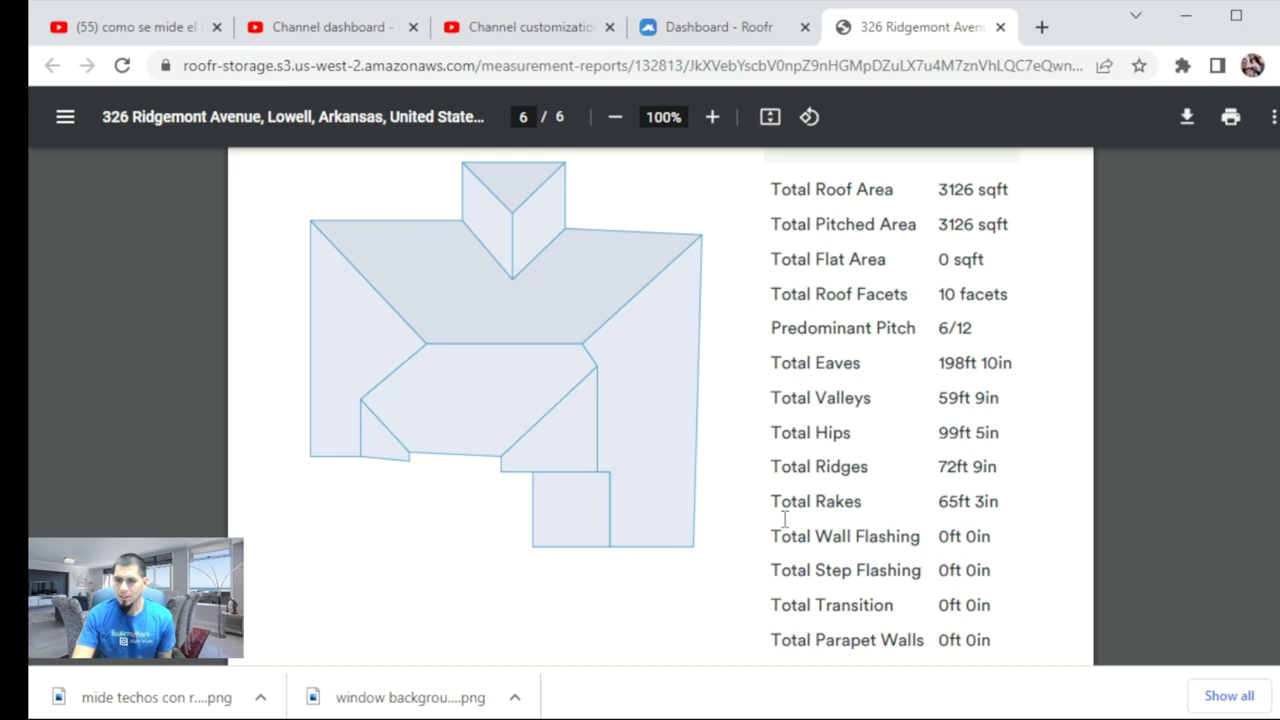 (55) como se mide el
Channel dashboard -
Channel customizatio
Dashboard - Roofr
326 Ridgemont Avenu
roofr-storage.s3.us-west-2.amazonaws.com/measurement-reports/132813/JkXVebYscbV0npZ9nHGMpDZuLX7u4M7znVhLQC7eQwn...
326 Ridgemont Avenue, Lowell, Arkansas, United State...
6 / 6
100%
Total Roof Area 3126 sqft
Total Pitched Area 3126 sqft
Total Flat Area 0 sqft
Total Roof Facets 10 facets
Predominant Pitch 6/12
Total Eaves 198ft 10in
Total Valleys 59ft 9in
Total Hips 99ft 5in
Total Ridges 72ft 9in
Total Rakes 65ft 3in
Total Wall Flashing 0ft 0in
Total Step Flashing 0ft 0in
Total Transition 0ft 0in
Total Parapet Walls 0ft 0in
mide techos con r....png
window backgrou....png
Show all